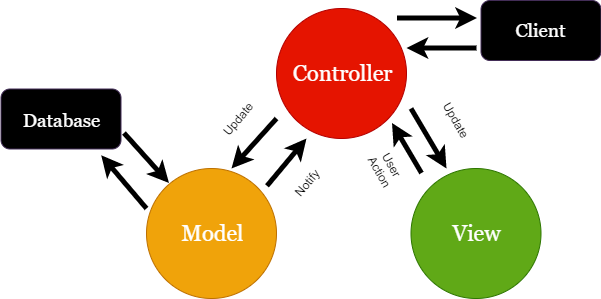 Client
Controller
Database
Update
Update
User
Action
Notify
Model
View